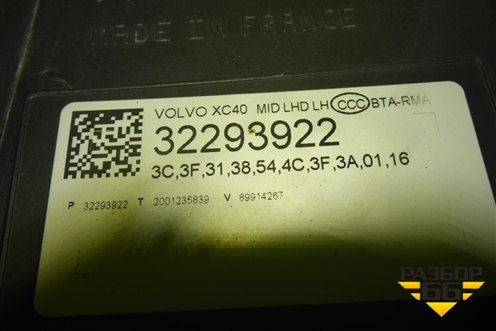 MADE IN FRANCE
VOLVO XC40 MID LHD LH CCC BTA-RMA
32293922
3C,3F,31,38,54,4C,3F,3A,01,16
P 32293922 T 2001235839 V 89914267
РАЗБОР
66